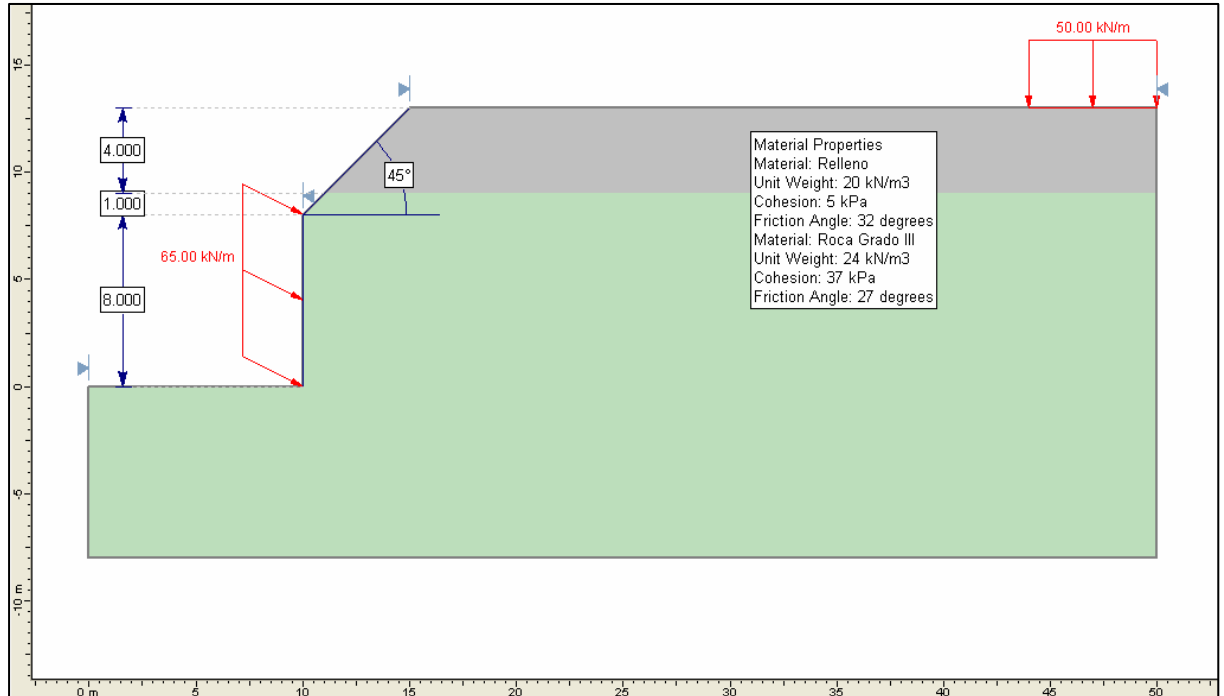 50.00 kN/m
15
4.000
10
1.000
45°
65.00 kN/m
5
8.000
Material Properties
Material: Relleno
Unit Weight: 20 kN/m3
Cohesion: 5 kPa
Friction Angle: 32 degrees
Material: Roca Grado III
Unit Weight: 24 kN/m3
Cohesion: 37 kPa
Friction Angle: 27 degrees
0
-5
-10 m
0 m 5 10 15 20 25 30 35 40 45 50